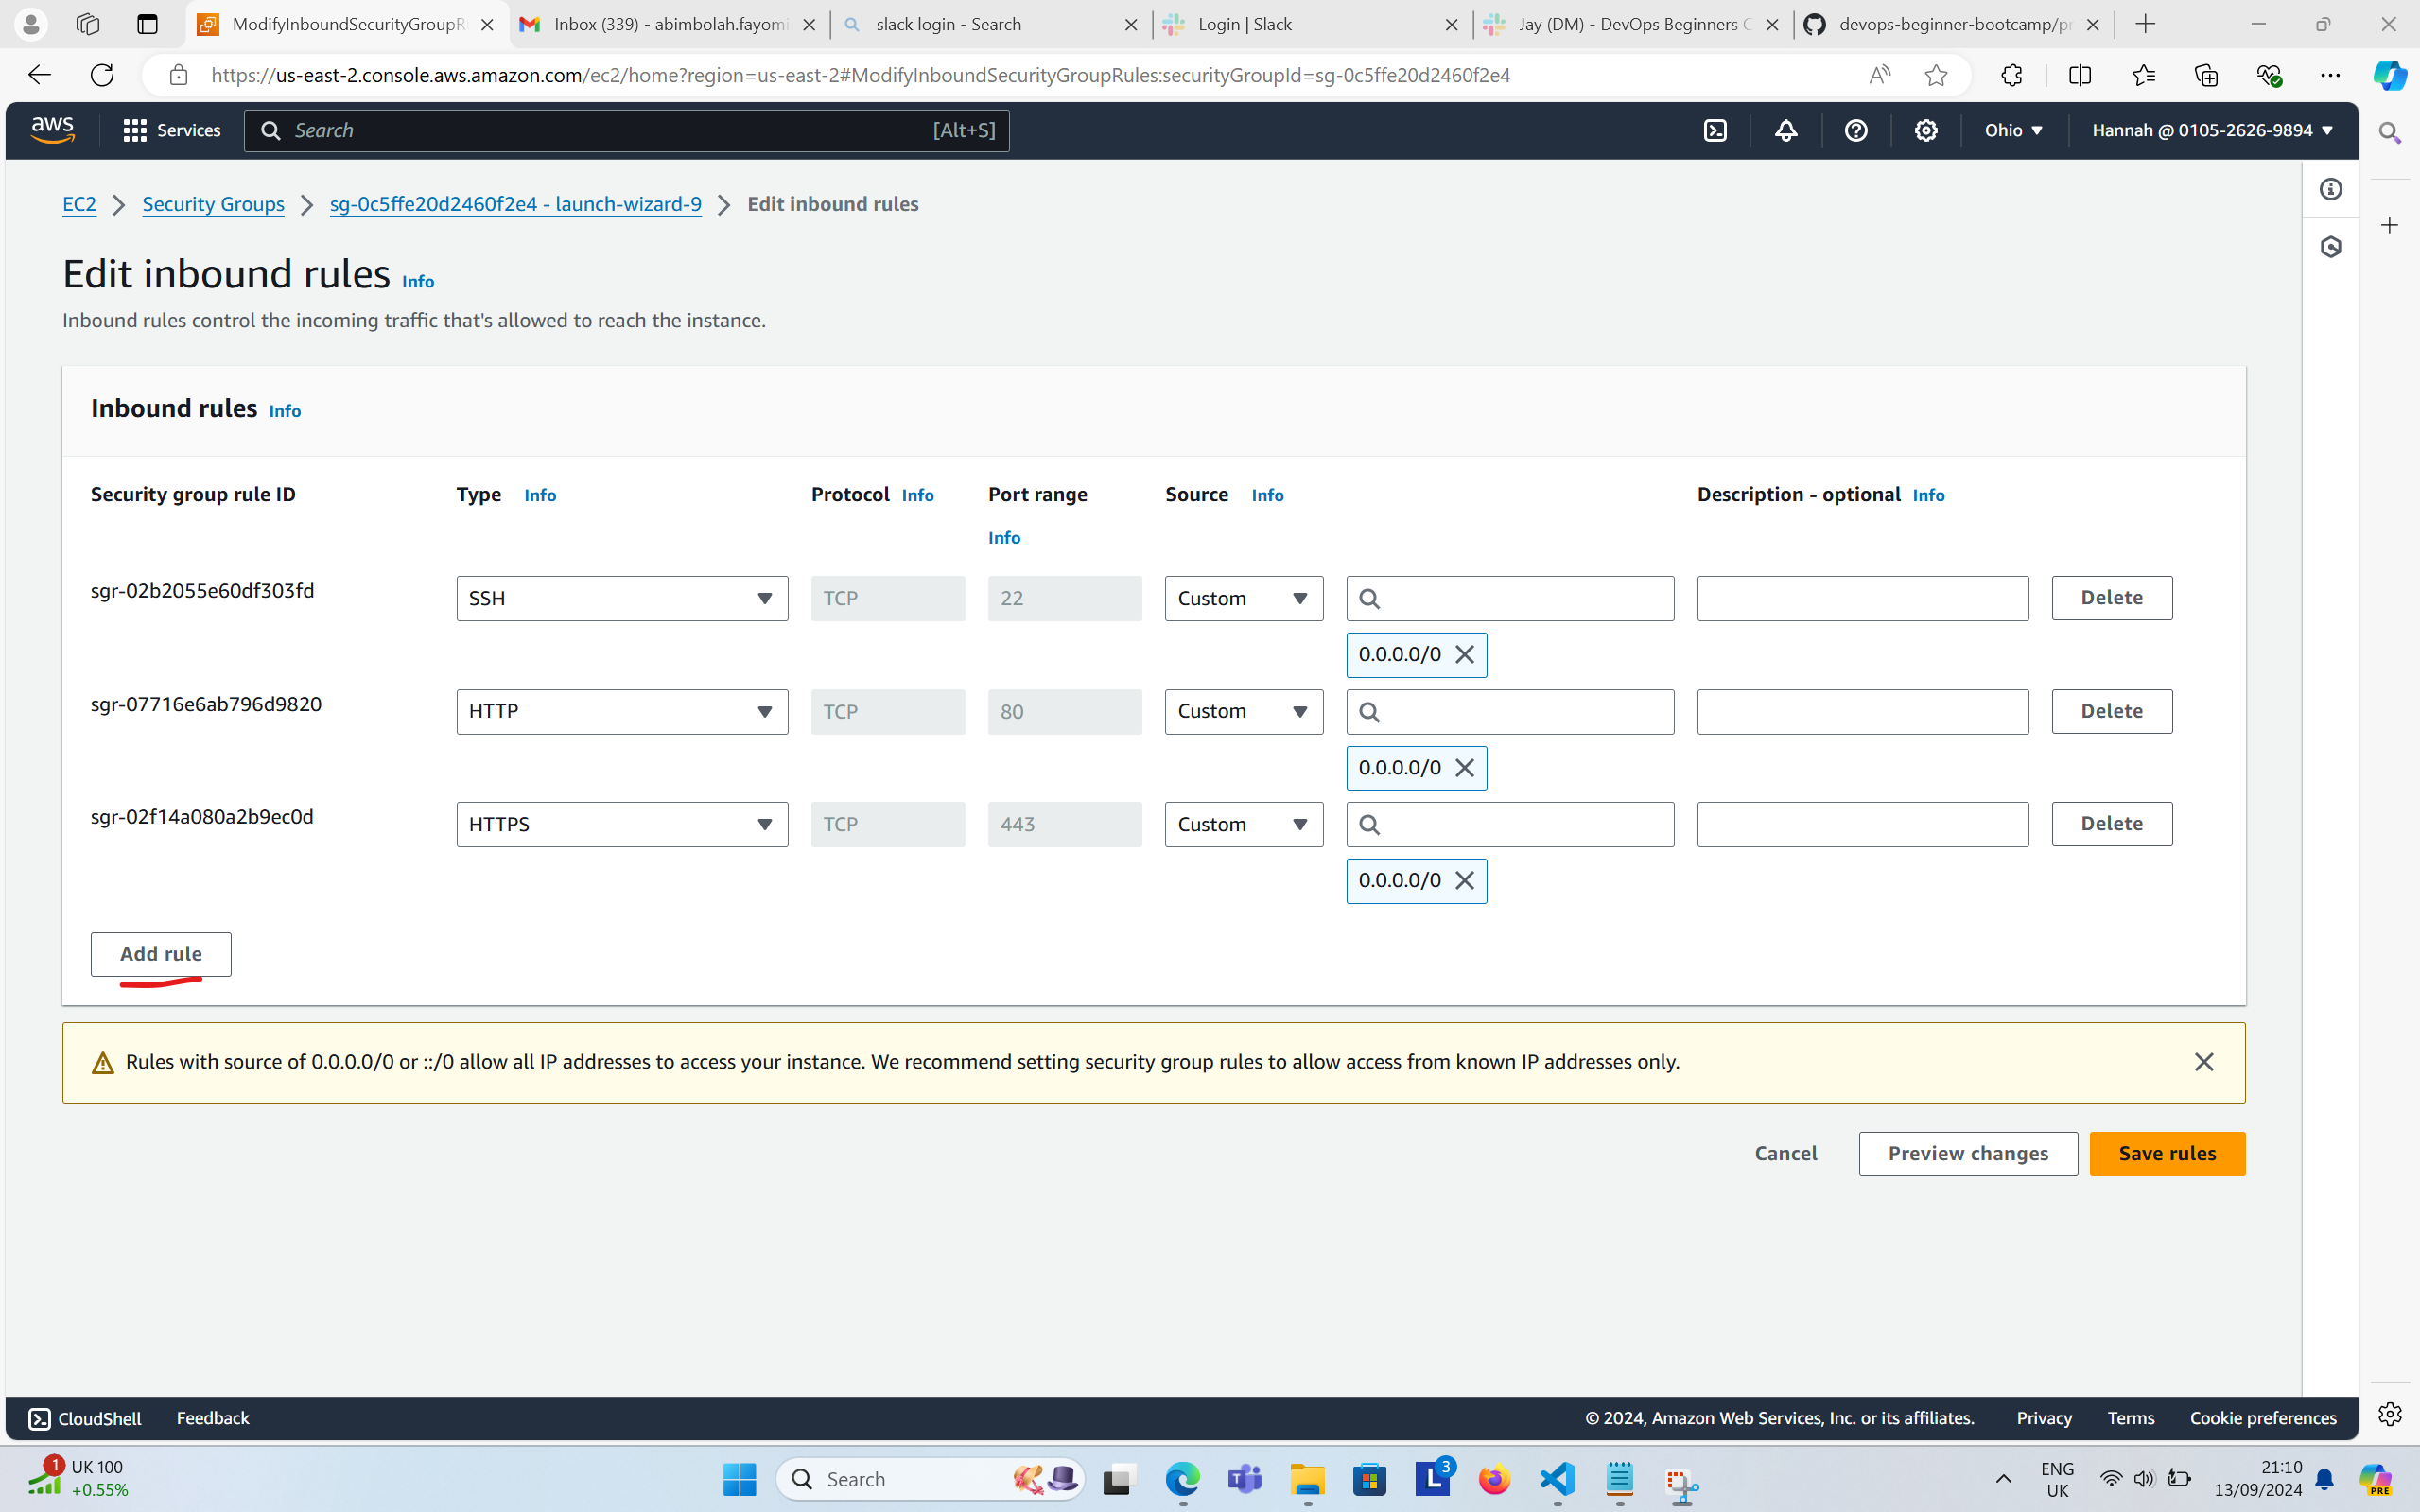 ModifyInboundSecurityGroupR
Inbox (339) - abimbolah.fayomi
slack login - Search
Login | Slack
Jay (DM) - DevOps Beginners C
devops-beginner-bootcamp/pr
https://us-east-2.console.aws.amazon.com/ec2/home?region=us-east-2#ModifyInboundSecurityGroupRules:securityGroupId=sg-0c5ffe20d2460f2e4
aws Services Search [Alt+S] Ohio Hannah @ 0105-2626-9894
EC2 Security Groups sg-0c5ffe20d2460f2e4 - launch-wizard-9 Edit inbound rules
Edit inbound rules Info
Inbound rules control the incoming traffic that's allowed to reach the instance.
Inbound rules Info
Security group rule ID Type Info Protocol Info Port range Source Info Description - optional Info
Info
sgr-02b2055e60df303fd SSH TCP 22 Custom Delete
0.0.0.0/0
sgr-07716e6ab796d9820 HTTP TCP 80 Custom Delete
0.0.0.0/0
sgr-02f14a080a2b9ec0d HTTPS TCP 443 Custom Delete
0.0.0.0/0
Add rule
Rules with source of 0.0.0.0/0 or ::/0 allow all IP addresses to access your instance. We recommend setting security group rules to allow access from known IP addresses only.
Cancel Preview changes Save rules
CloudShell Feedback © 2024, Amazon Web Services, Inc. or its affiliates. Privacy Terms Cookie preferences
1 UK 100
+0.55%
Search
3
ENG
UK
21:10
13/09/2024
PRE